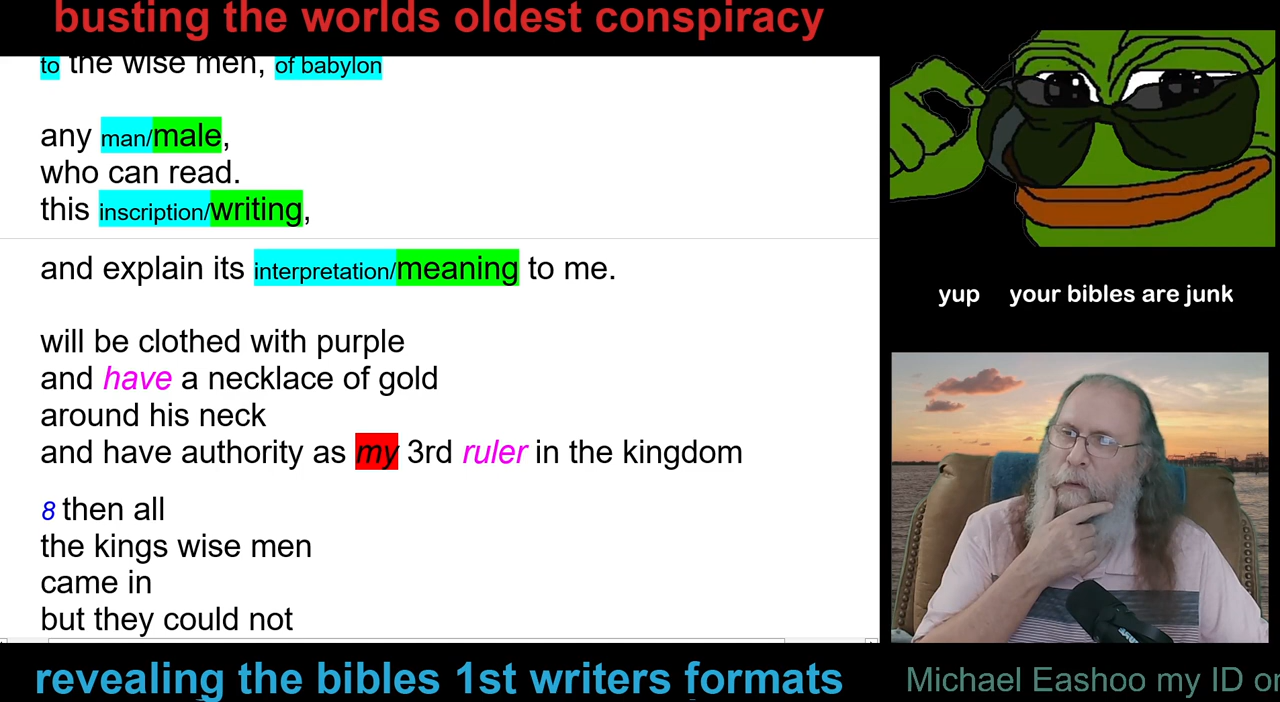 busting the worlds oldest conspiracy
to the wise men, of babylon
any man/male,
who can read.
this inscription/writing,
and explain its interpretation/meaning to me.
will be clothed with purple
and have a necklace of gold
around his neck
and have authority as my 3rd ruler in the kingdom
8 then all
the kings wise men
came in
but they could not
yup your bibles are junk
revealing the bibles 1st writers formats
Michael Eashoo my ID on